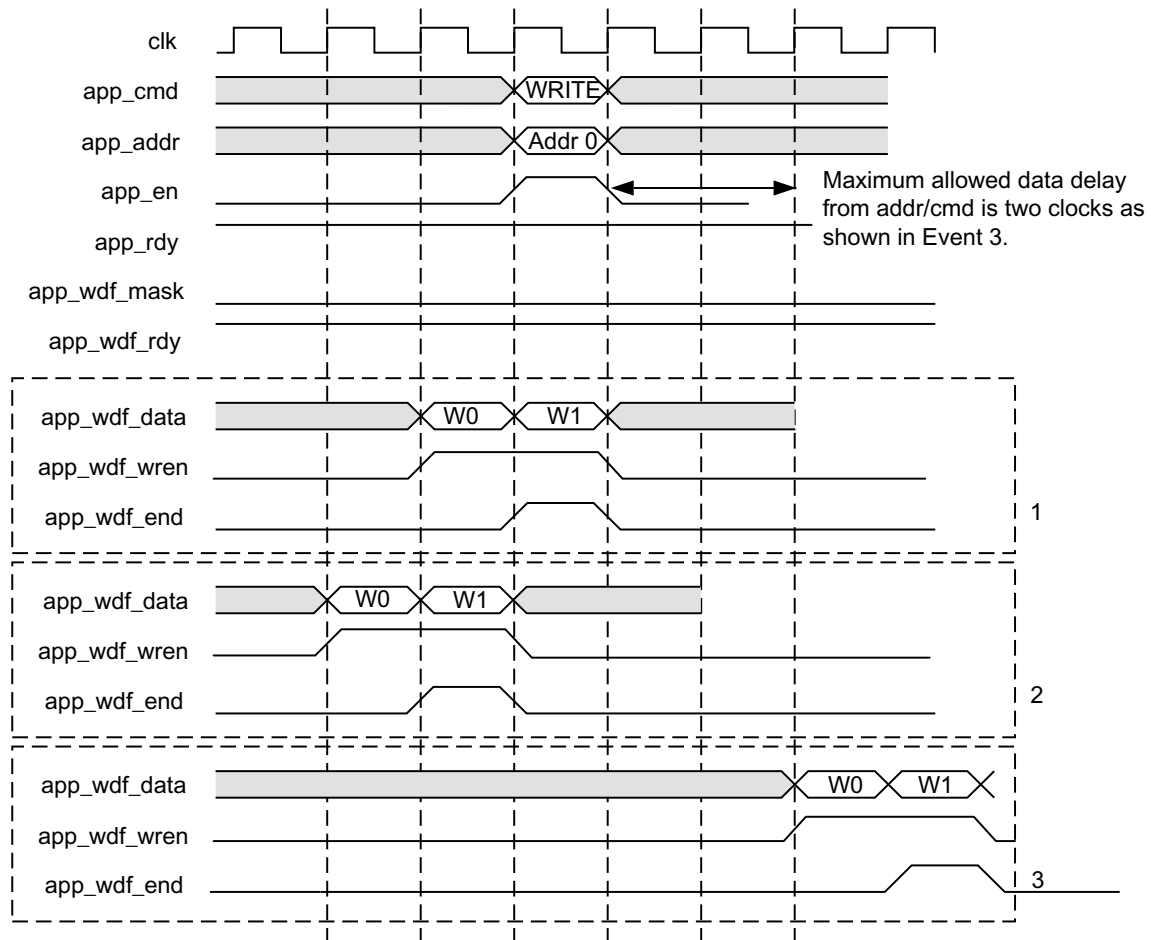 clk
app_cmd
WRITE
app_addr
Addr 0
app_en
Maximum allowed data delay
from addr/cmd is two clocks as
shown in Event 3.
app_rdy
app_wdf_mask
app_wdf_rdy
app_wdf_data
W0 W1
app_wdf_wren
app_wdf_end
1
app_wdf_data
W0 W1
app_wdf_wren
app_wdf_end
2
app_wdf_data
W0 W1
app_wdf_wren
app_wdf_end
3